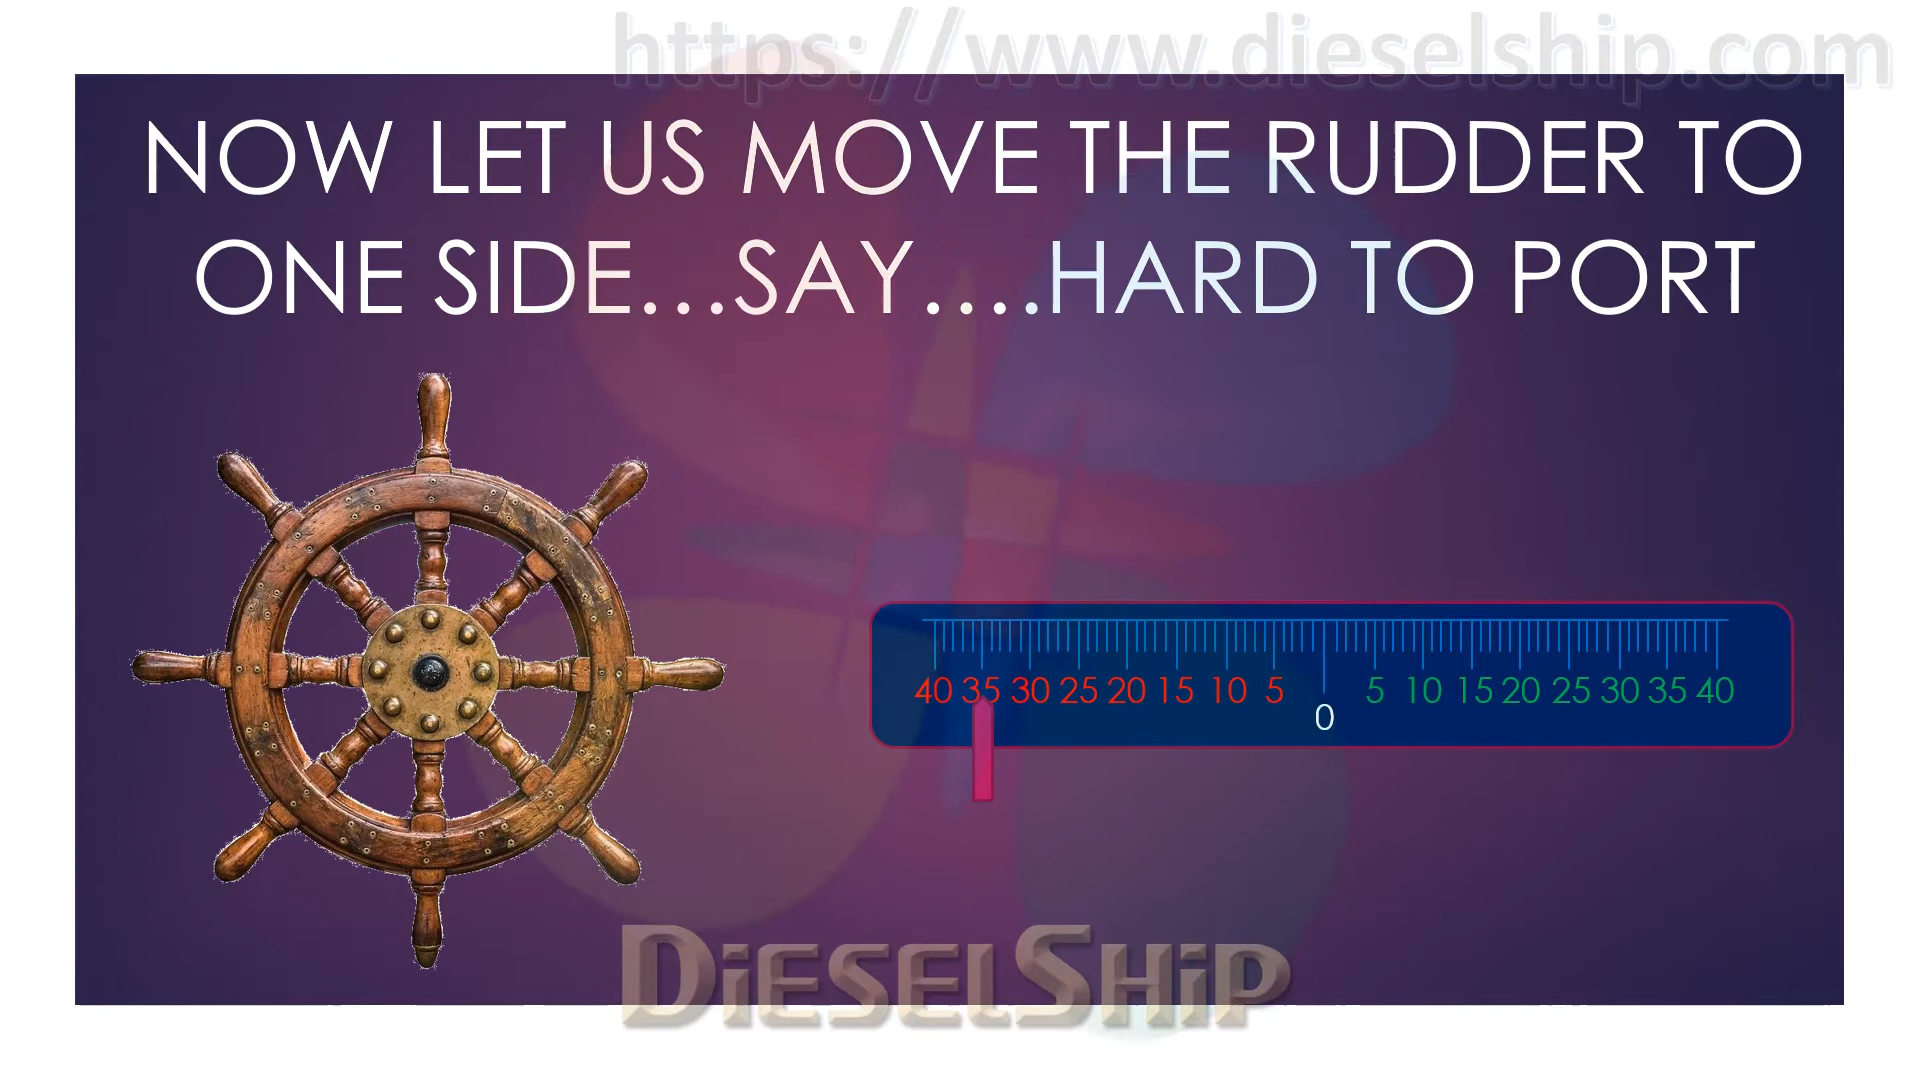 https://www.dieselship.com
NOW LET US MOVE THE RUDDER TO
ONE SIDE...SAY....HARD TO PORT
40 35 30 25 20 15 10 5 0 5 10 15 20 25 30 35 40
DiESELSHiP